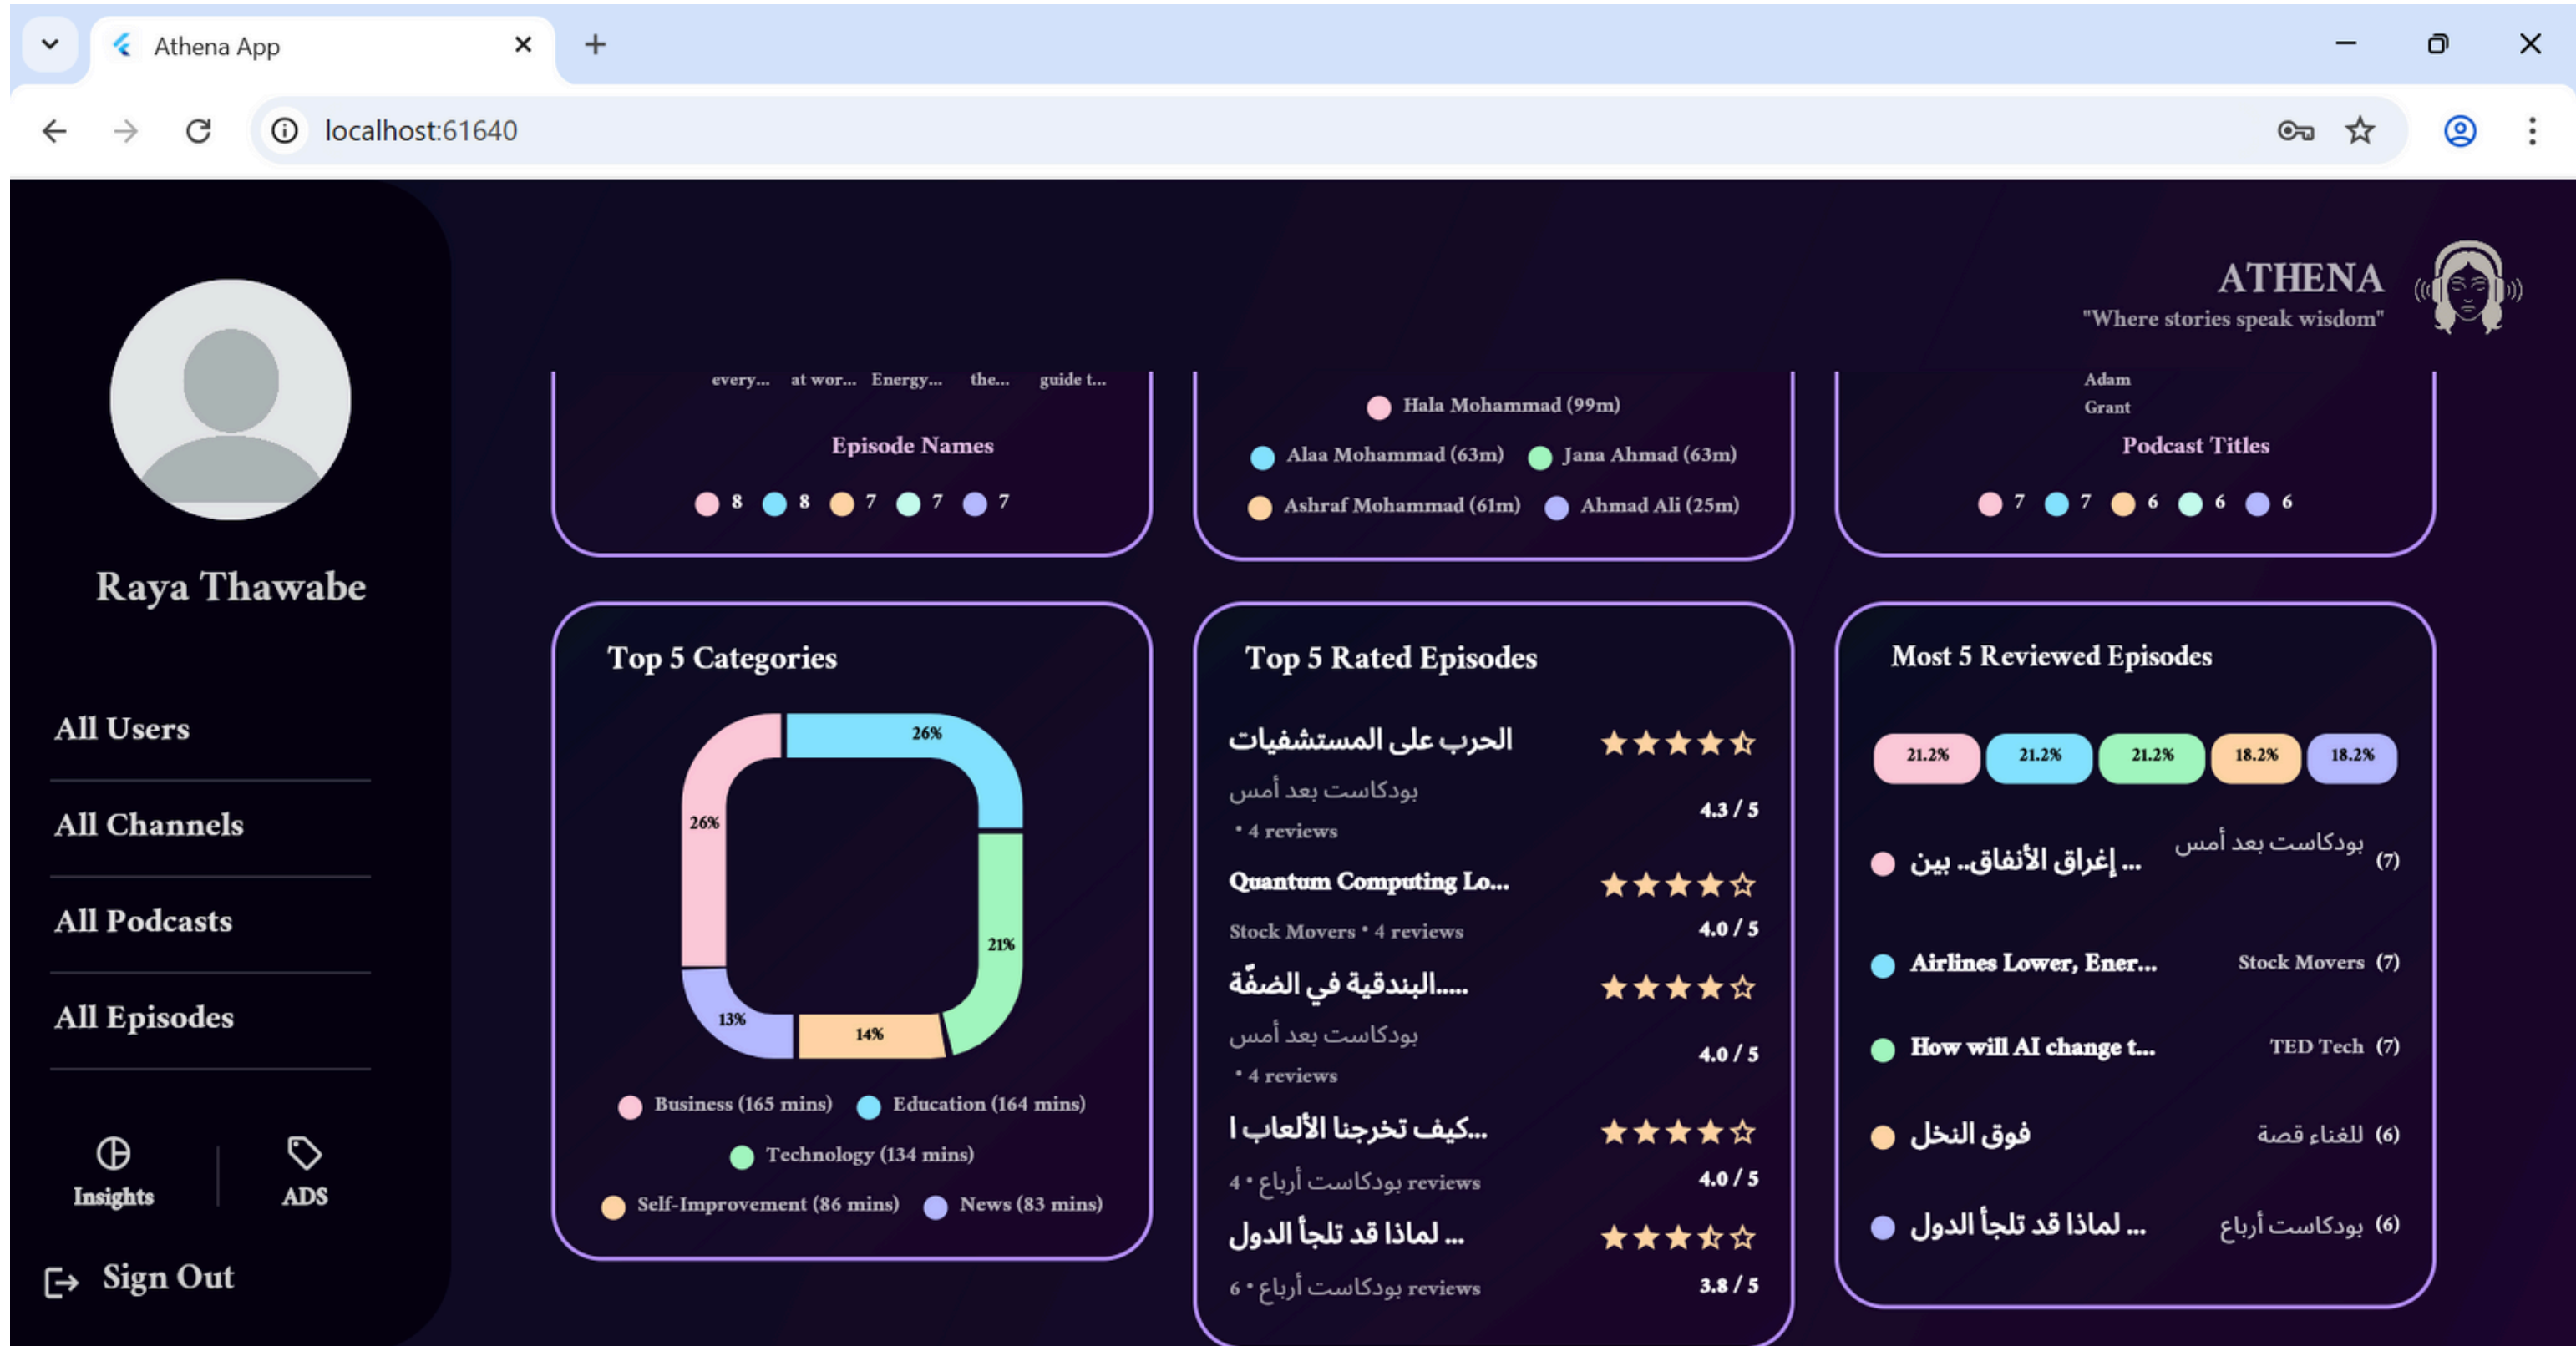 Athena App
localhost:61640
ATHENA
"Where stories speak wisdom"
Raya Thawabe
All Users
All Channels
All Podcasts
All Episodes
Insights
ADS
Sign Out
every... at wor... Energy... the... guide t...
Episode Names
8 8 7 7 7
Hala Mohammad (99m)
Alaa Mohammad (63m) Jana Ahmad (63m)
Ashraf Mohammad (61m) Ahmad Ali (25m)
Adam
Grant
Podcast Titles
7 7 6 6 6
Top 5 Categories
26%
26%
21%
13%
14%
Business (165 mins) Education (164 mins)
Technology (134 mins)
Self-Improvement (86 mins) News (83 mins)
Top 5 Rated Episodes
الحرب على المستشفيات
بودكاست بعد أمس
• 4 reviews
4.3 / 5
Quantum Computing Lo...
Stock Movers • 4 reviews
4.0 / 5
البندقية في الضفّة.....
بودكاست بعد أمس
• 4 reviews
4.0 / 5
كيف تخرجنا الألعاب ا...
بودكاست أرباع • 4 reviews
4.0 / 5
لماذا قد تلجأ الدول ...
بودكاست أرباع • 6 reviews
3.8 / 5
Most 5 Reviewed Episodes
21.2% 21.2% 21.2% 18.2% 18.2%
إغراق الأنفاق.. بين ... بودكاست بعد أمس (7)
Airlines Lower, Ener... Stock Movers (7)
How will AI change t... TED Tech (7)
فوق النخل للغناء قصة (6)
لماذا قد تلجأ الدول ... بودكاست أرباع (6)